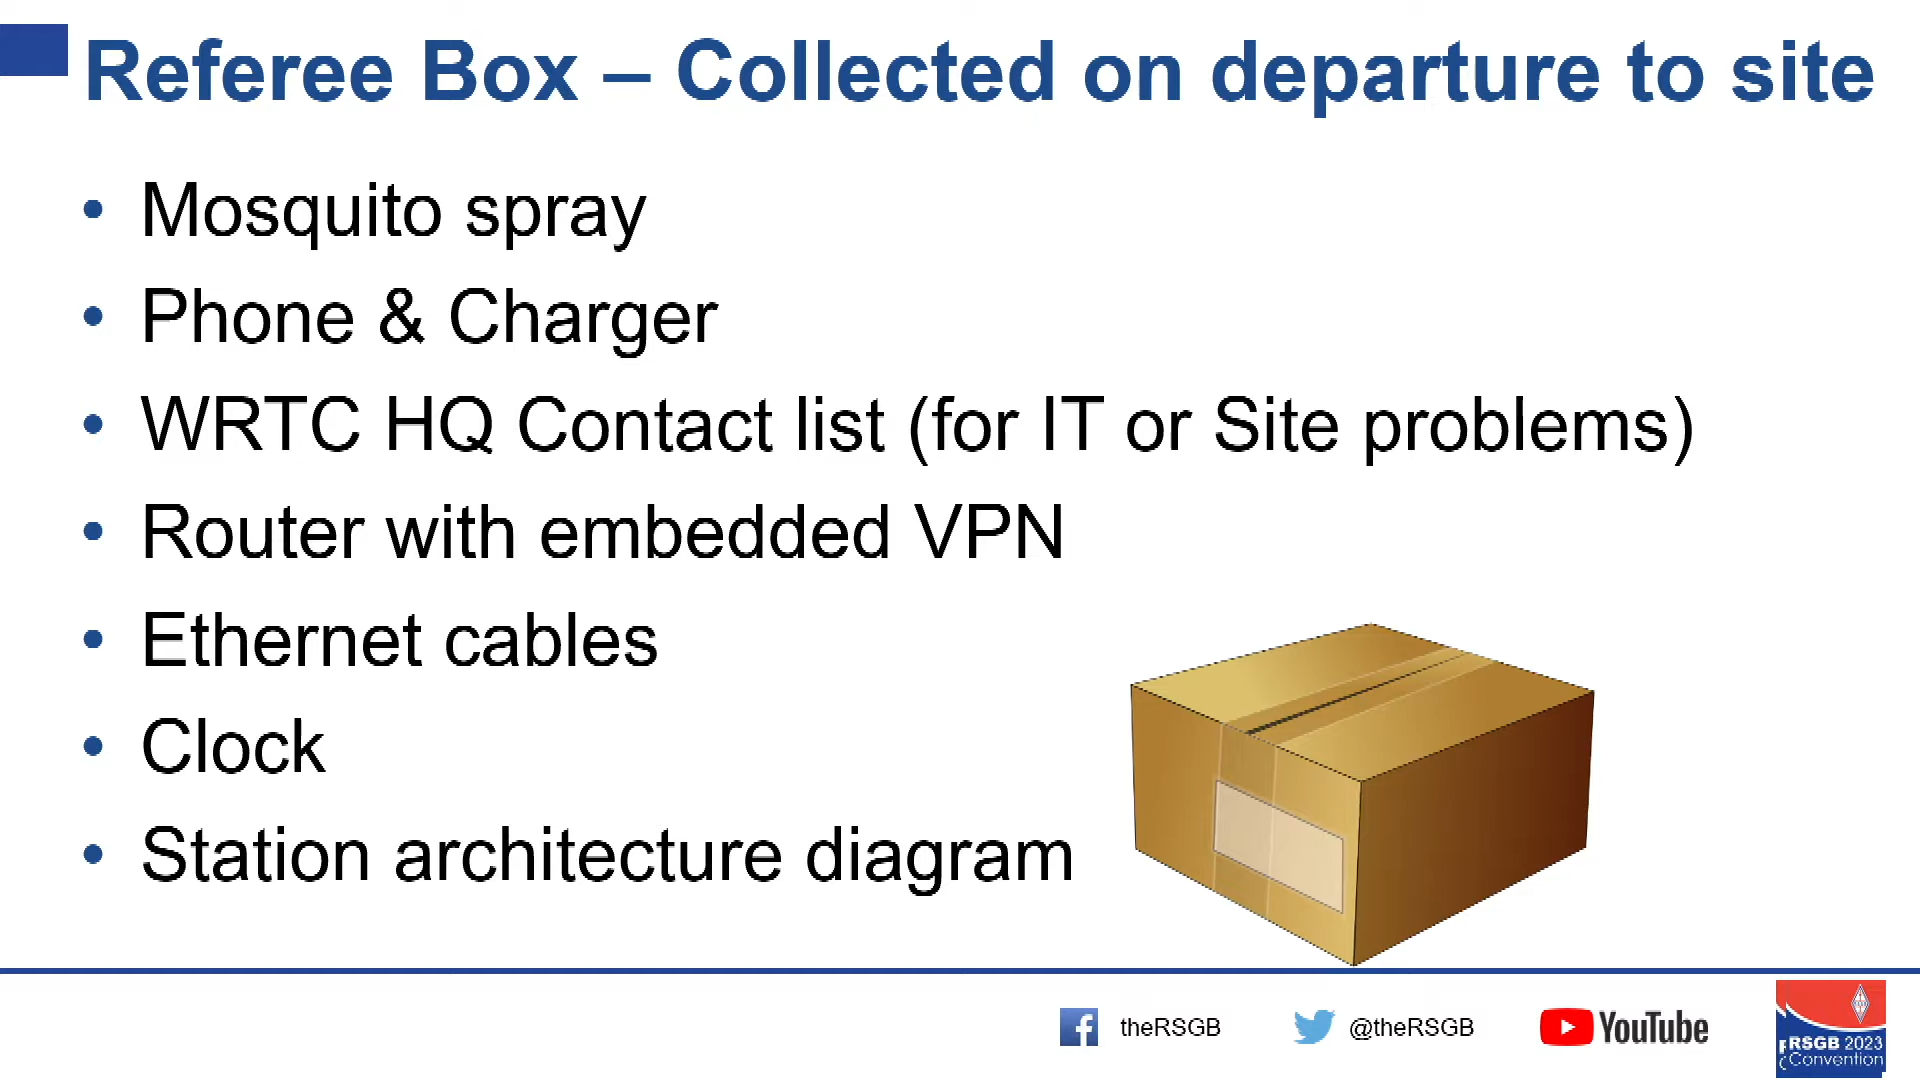 Referee Box – Collected on departure to site
• Mosquito spray
• Phone & Charger
• WRTC HQ Contact list (for IT or Site problems)
• Router with embedded VPN
• Ethernet cables
• Clock
• Station architecture diagram
theRSGB @theRSGB YouTube
RSGB 2023
Convention